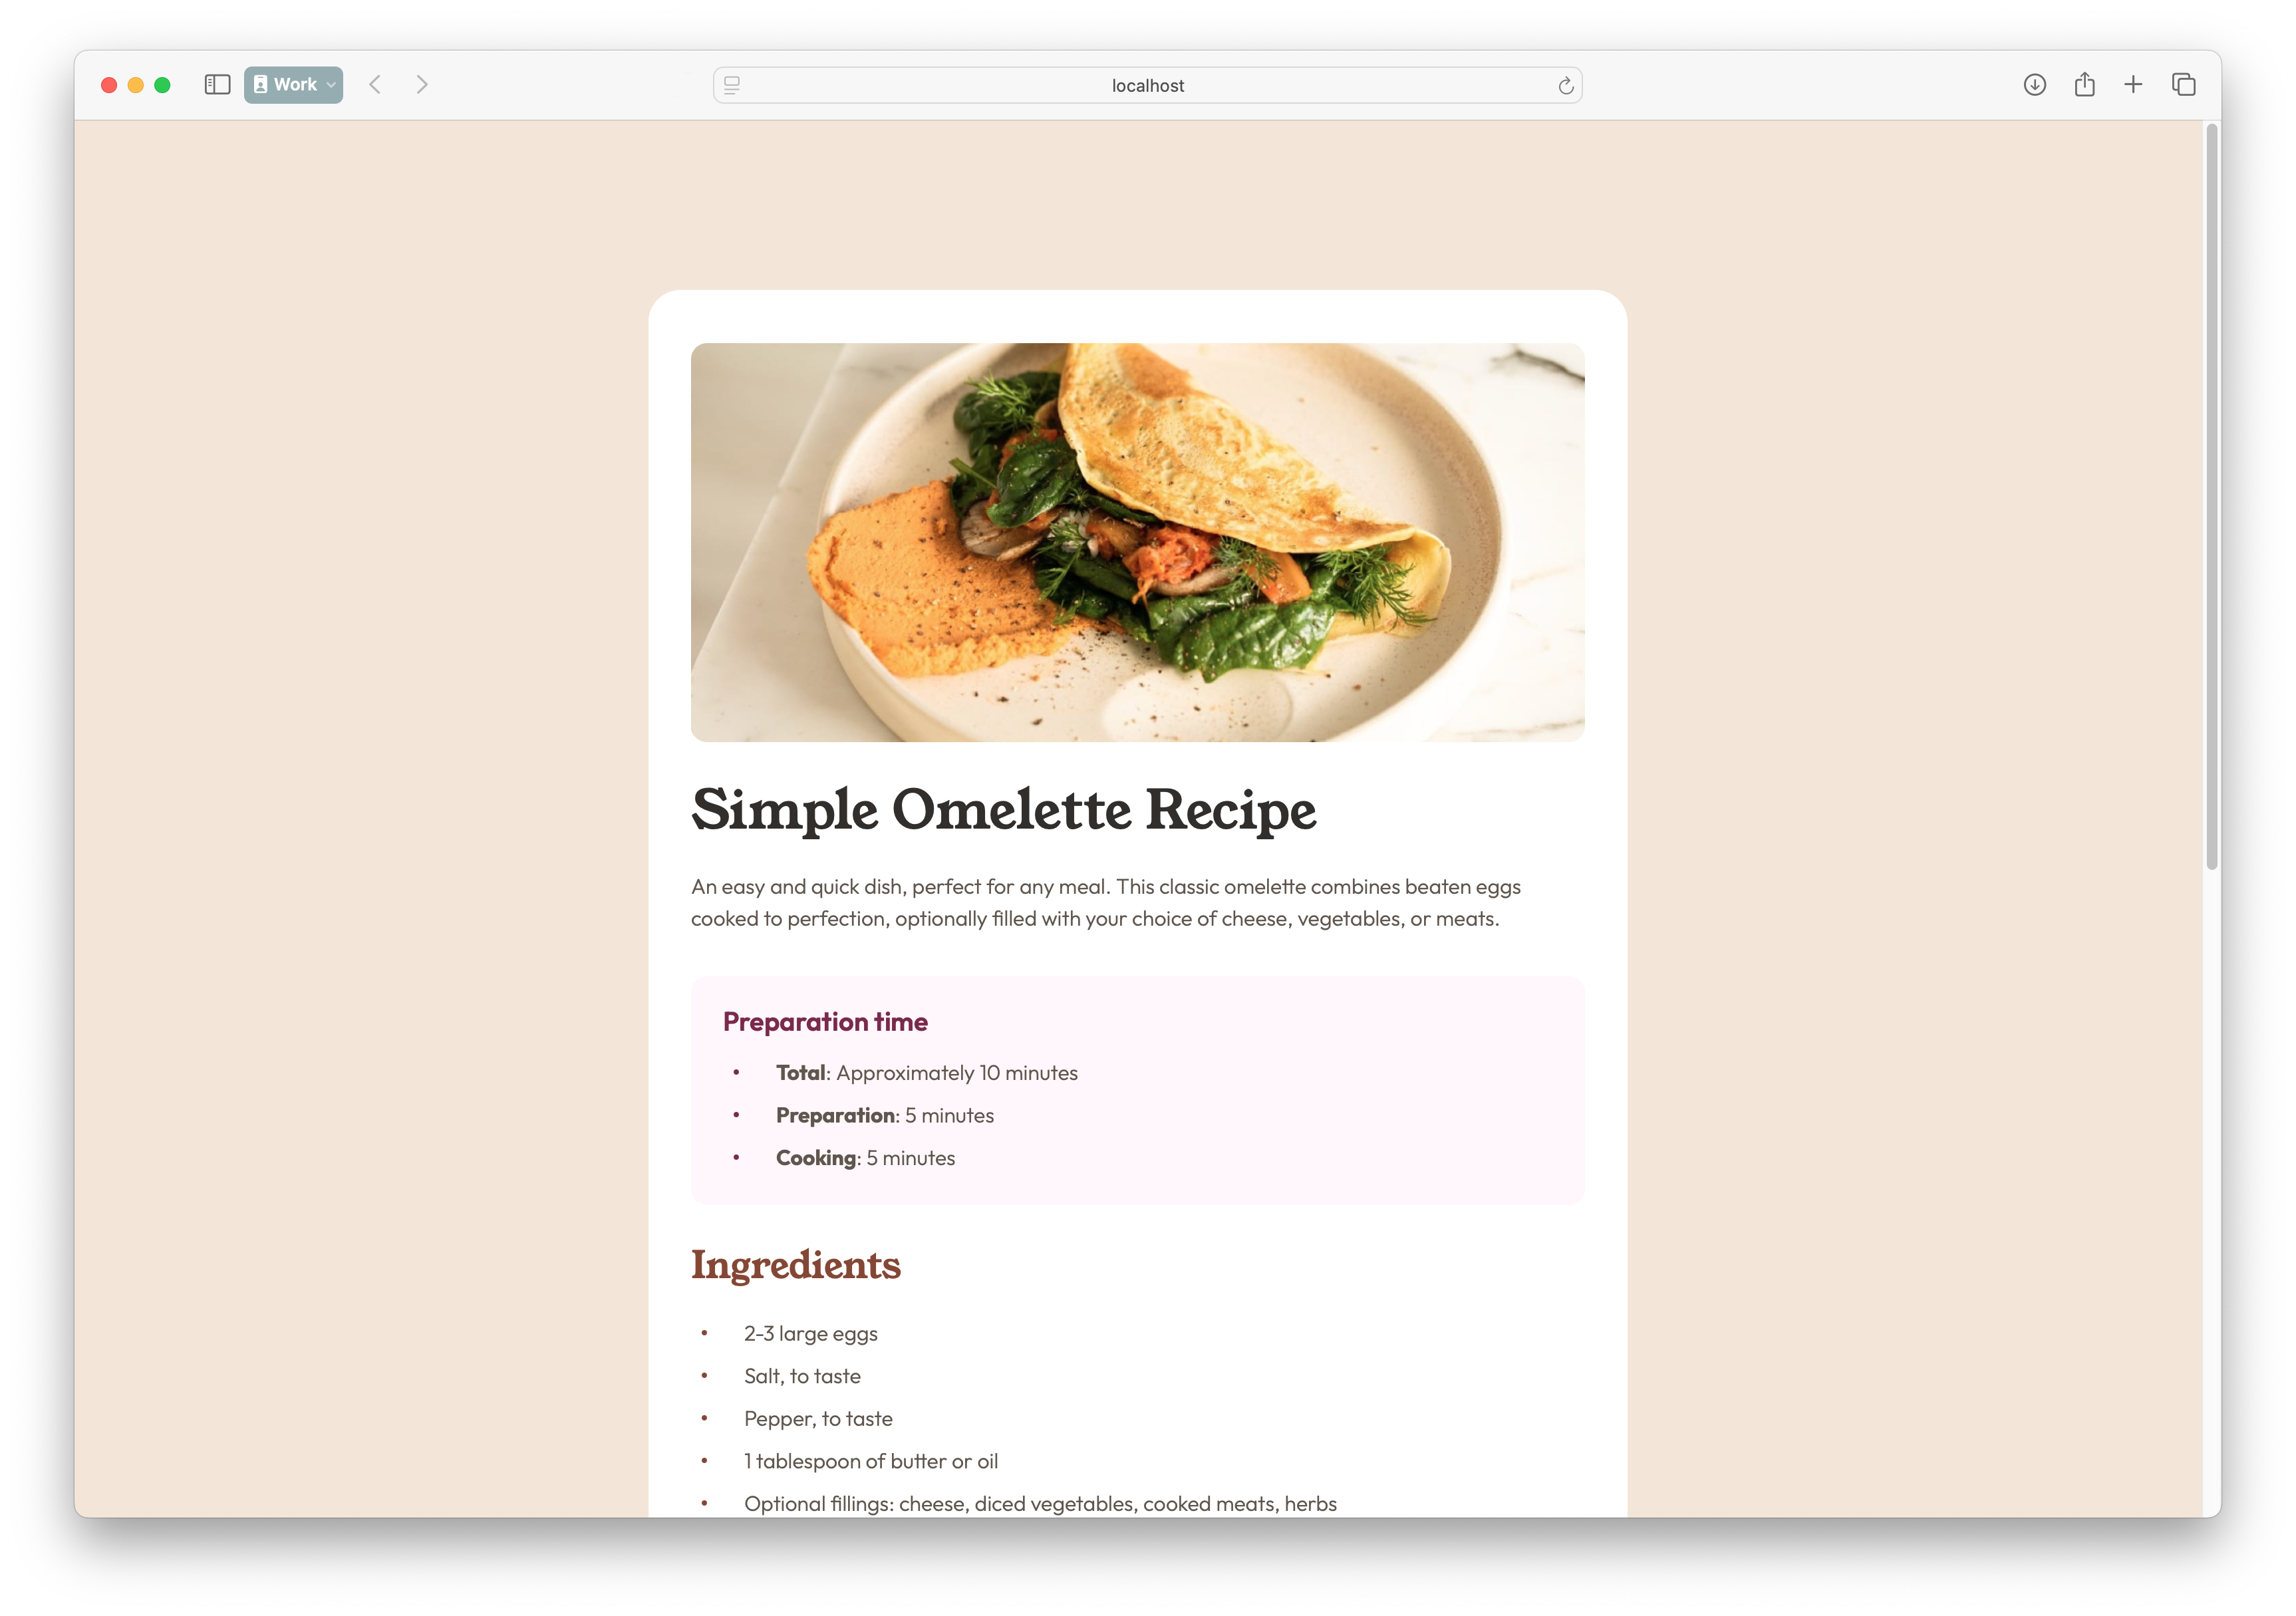 Work
localhost
Simple Omelette Recipe
An easy and quick dish, perfect for any meal. This classic omelette combines beaten eggs
cooked to perfection, optionally filled with your choice of cheese, vegetables, or meats.
Preparation time
• Total: Approximately 10 minutes
• Preparation: 5 minutes
• Cooking: 5 minutes
Ingredients
• 2-3 large eggs
• Salt, to taste
• Pepper, to taste
• 1 tablespoon of butter or oil
• Optional fillings: cheese, diced vegetables, cooked meats, herbs